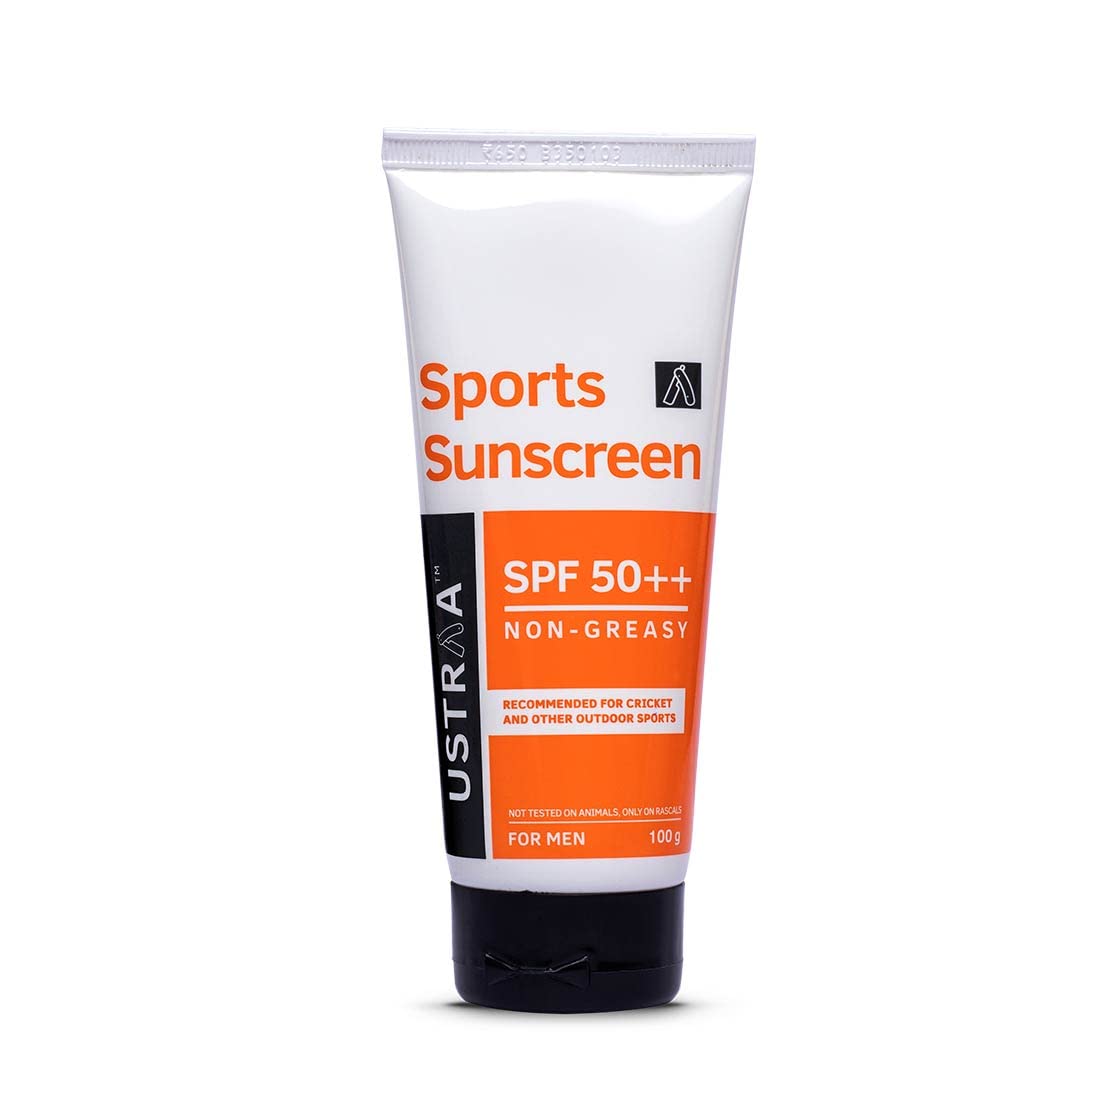 ₹650 B350103
Sports
Sunscreen
USTRAA™
SPF 50++
NON-GREASY
RECOMMENDED FOR CRICKET
AND OTHER OUTDOOR SPORTS
NOT TESTED ON ANIMALS, ONLY ON RASCALS
FOR MEN 100 g